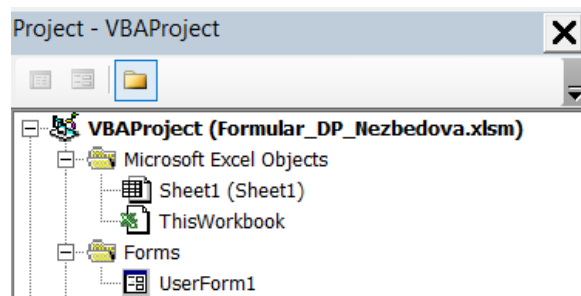 Project - VBAProject
VBAProject (Formular_DP_Nezbedova.xlsm)
Microsoft Excel Objects
Sheet1 (Sheet1)
ThisWorkbook
Forms
UserForm1